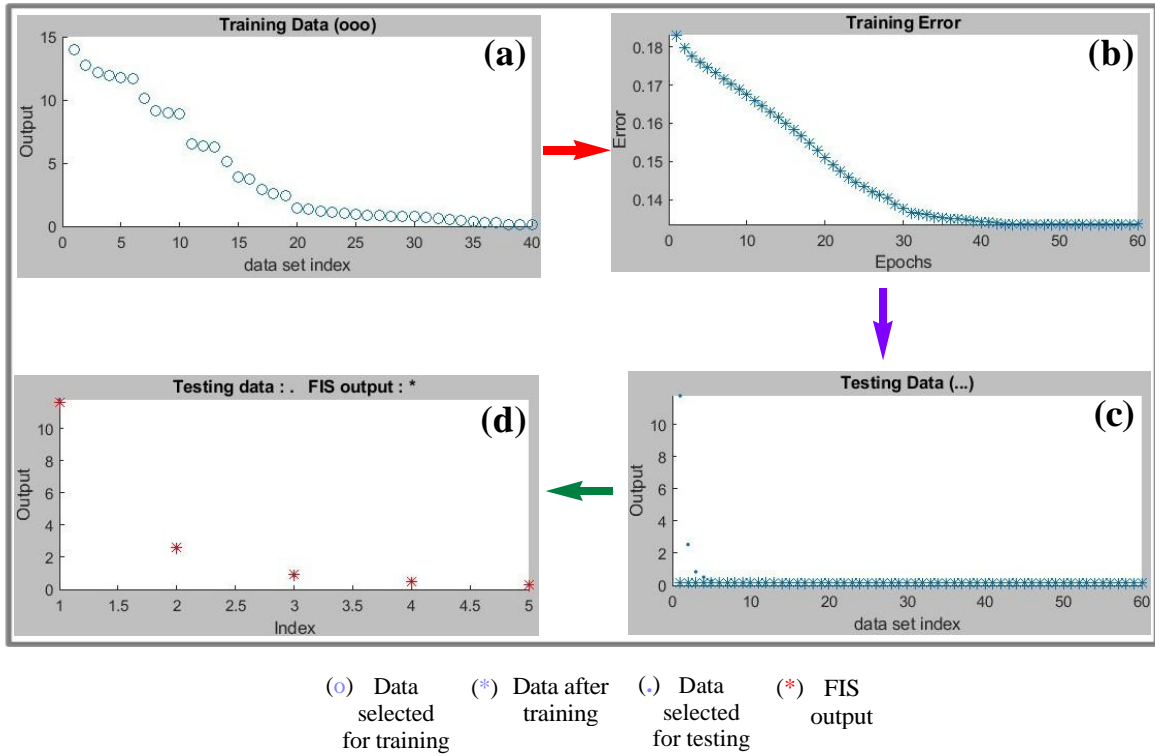 Training Data (ooo)
(a)
15
10
5
0
Output
0 5 10 15 20 25 30 35 40
data set index
Training Error
(b)
0.18
0.17
0.16
0.15
0.14
Error
0 10 20 30 40 50 60
Epochs
Testing data : . FIS output : *
(d)
10
8
6
4
2
0
Output
1 1.5 2 2.5 3 3.5 4 4.5 5
Index
Testing Data (...)
(c)
10
8
6
4
2
0
Output
0 10 20 30 40 50 60
data set index
(o) Data
selected
for training
(*) Data after
training
(.) Data
selected
for testing
(*) FIS
output